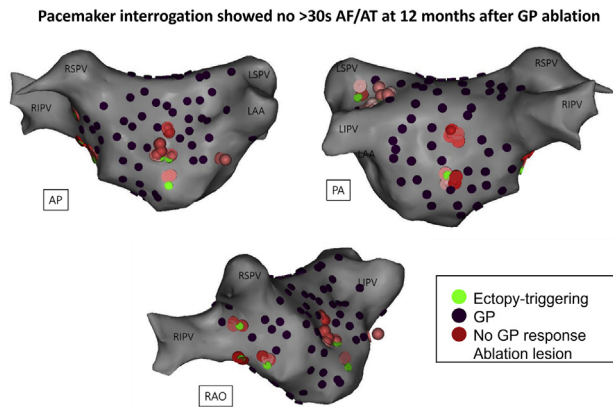 Pacemaker interrogation showed no >30s AF/AT at 12 months after GP ablation
RSPV
LSPV
RIPV
LAA
AP
LSPV
RSPV
RIPV
LIPV
LAA
PA
RSPV
LIPV
RIPV
RAO
Ectopy-triggering
GP
No GP response
Ablation lesion